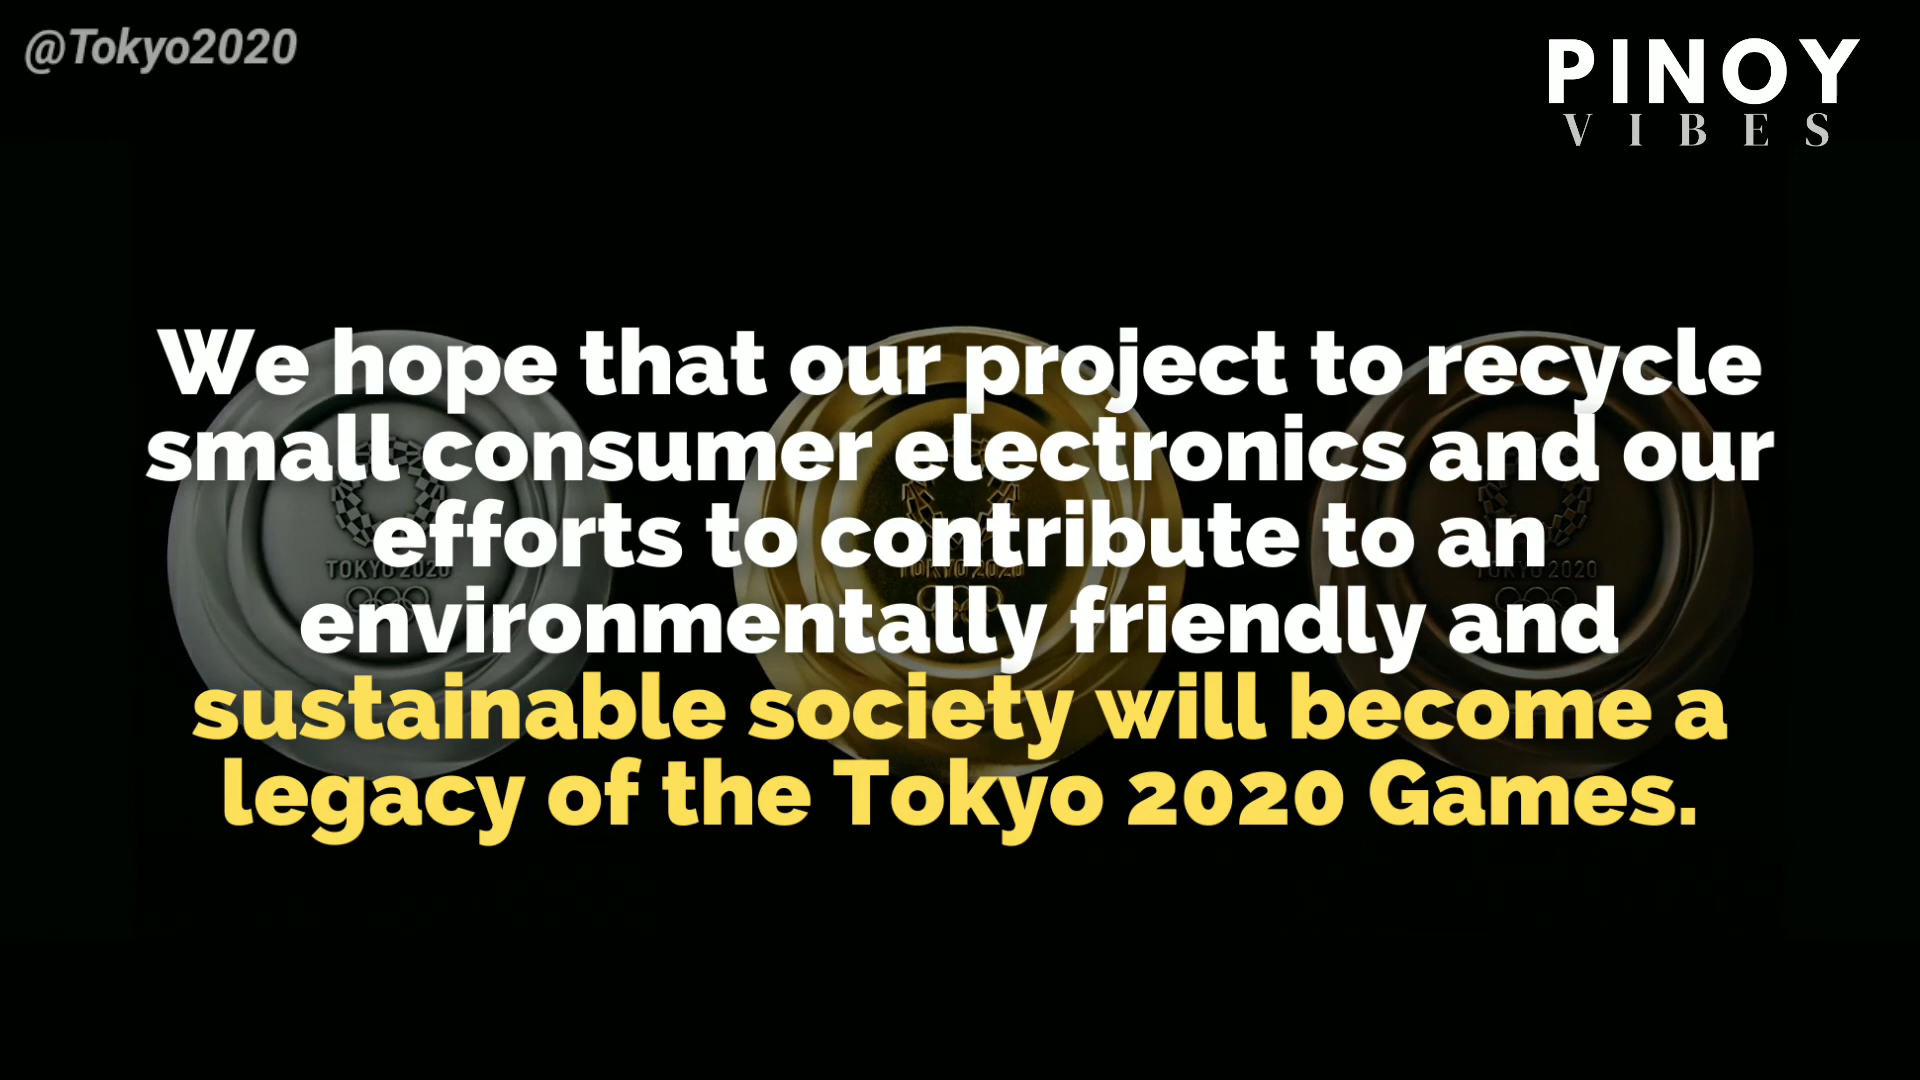 @Tokyo2020
PINOY
VIBES
We hope that our project to recycle
small consumer electronics and our
efforts to contribute to an
environmentally friendly and
sustainable society will become a
legacy of the Tokyo 2020 Games.
TOKYO 2020
TOKYO 2020
TOKYO 2020